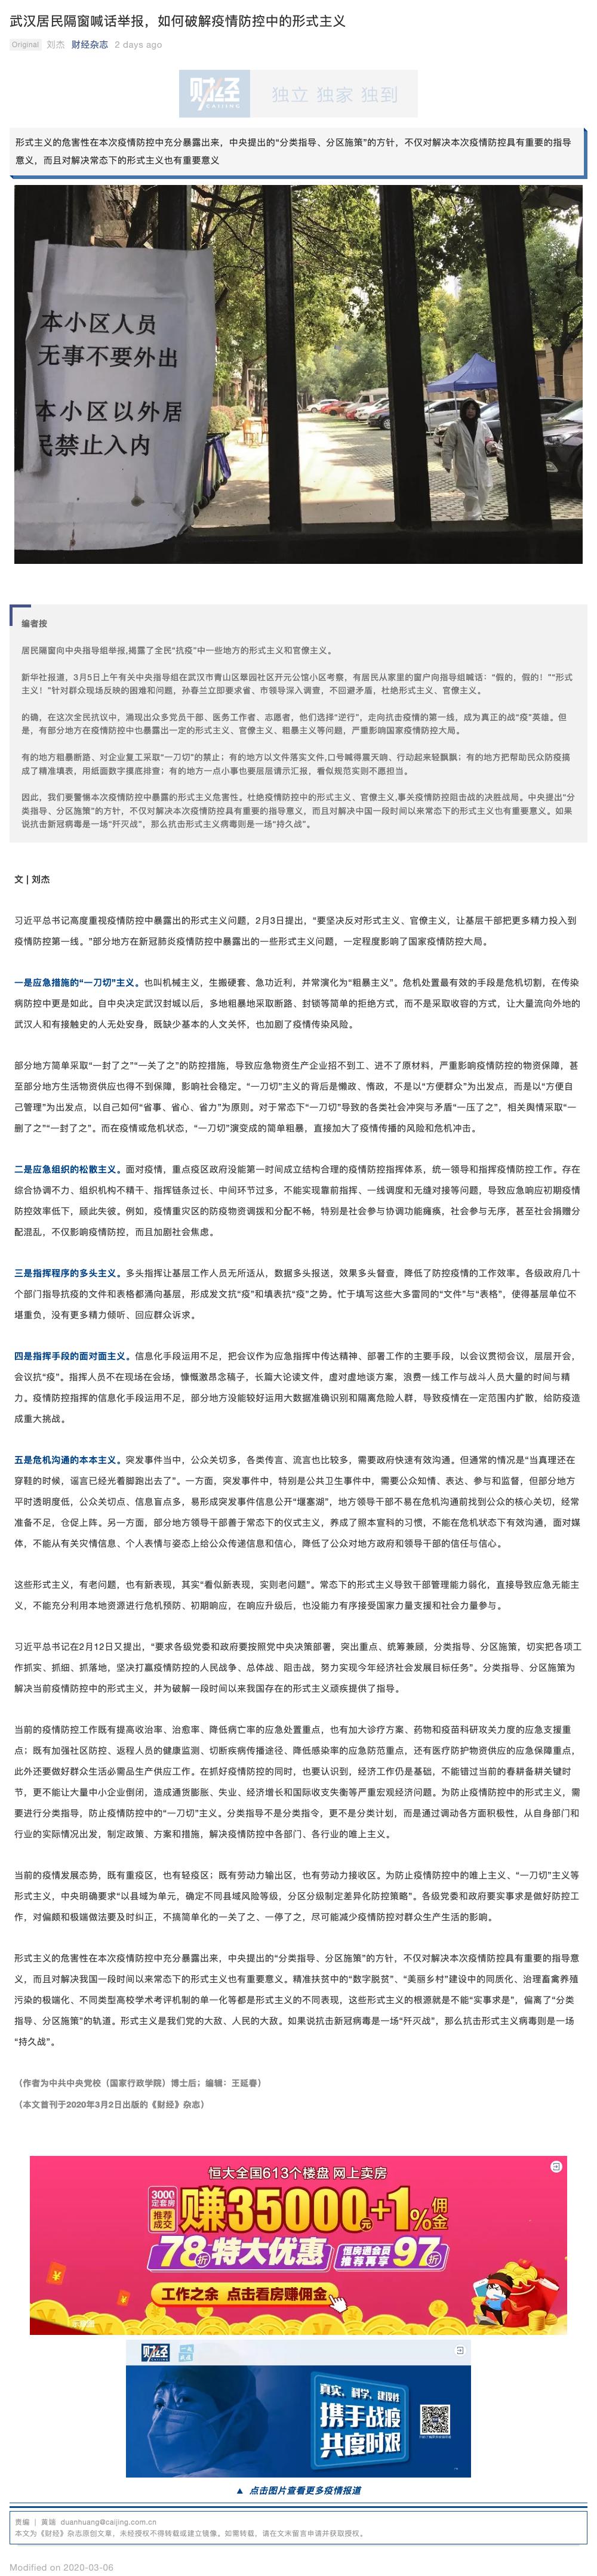 武汉居民隔窗喊话举报，如何破解疫情防控中的形式主义
Original 刘杰 财经杂志 2 days ago
财经 CAIJING 独立 独家 独到
形式主义的危害性在本次疫情防控中充分暴露出来，中央提出的“分类指导、分区施策”的方针，不仅对解决本次疫情防控具有重要的指导
意义，而且对解决常态下的形式主义也有重要意义
本小区人员
无事不要外出
本小区以外居
民禁止入内
编者按
居民隔窗向中央指导组举报,揭露了全民“抗疫”中一些地方的形式主义和官僚主义。
新华社报道，3月5日上午有关中央指导组在武汉市青山区翠园社区开元公馆小区考察，有居民从家里的窗户向指导组喊话：“假的，假的！”“形式
主义！”针对群众现场反映的困难和问题，孙春兰立即要求省、市领导深入调查，不回避矛盾，杜绝形式主义、官僚主义。
的确，在这次全民抗议中，涌现出众多党员干部、医务工作者、志愿者，他们选择“逆行”，走向抗击疫情的第一线，成为真正的战“疫”英雄。但
是，有部分地方在疫情防控中也暴露出一定的形式主义、官僚主义、粗暴主义等问题，严重影响国家疫情防控大局。
有的地方粗暴断路、对企业复工采取“一刀切”的禁止；有的地方以文件落实文件,口号喊得震天响、行动起来轻飘飘；有的地方把帮助民众防疫搞
成了精准填表，用纸面数字摸底排查；有的地方一点小事也要层层请示汇报，看似规范实则不愿担当。
因此，我们要警惕本次疫情防控中暴露的形式主义危害性。杜绝疫情防控中的形式主义、官僚主义,事关疫情防控阻击战的决胜战局。中央提出“分
类指导、分区施策”的方针，不仅对解决本次疫情防控具有重要的指导意义，而且对解决中国一段时间以来常态下的形式主义也有重要意义。如果
说抗击新冠病毒是一场“歼灭战”，那么抗击形式主义病毒则是一场“持久战”。
文 | 刘杰
习近平总书记高度重视疫情防控中暴露出的形式主义问题，2月3日提出，“要坚决反对形式主义、官僚主义，让基层干部把更多精力投入到
疫情防控第一线。”部分地方在新冠肺炎疫情防控中暴露出的一些形式主义问题，一定程度影响了国家疫情防控大局。
一是应急措施的“一刀切”主义。也叫机械主义，生搬硬套、急功近利，并常演化为“粗暴主义”。危机处置最有效的手段是危机切割，在传染
病防控中更是如此。自中央决定武汉封城以后，多地粗暴地采取断路、封锁等简单的拒绝方式，而不是采取收容的方式，让大量流向外地的
武汉人和有接触史的人无处安身，既缺少基本的人文关怀，也加剧了疫情传染风险。
部分地方简单采取“一封了之”“一关了之”的防控措施，导致应急物资生产企业招不到工、进不了原材料，严重影响疫情防控的物资保障，甚
至部分地方生活物资供应也得不到保障，影响社会稳定。“一刀切”主义的背后是懒政、惰政，不是以“方便群众”为出发点，而是以“方便自
己管理”为出发点，以自己如何“省事、省心、省力”为原则。对于常态下“一刀切”导致的各类社会冲突与矛盾“一压了之”，相关舆情采取“一
删了之”“一封了之”。而在疫情或危机状态，“一刀切”演变成的简单粗暴，直接加大了疫情传播的风险和危机冲击。
二是应急组织的松散主义。面对疫情，重点疫区政府没能第一时间成立结构合理的疫情防控指挥体系，统一领导和指挥疫情防控工作。存在
综合协调不力、组织机构不精干、指挥链条过长、中间环节过多，不能实现靠前指挥、一线调度和无缝对接等问题，导致应急响应初期疫情
防控效率低下，顾此失彼。例如，疫情重灾区的防疫物资调拨和分配不畅，特别是社会参与协调功能瘫痪，社会参与无序，甚至社会捐赠分
配混乱，不仅影响疫情防控，而且加剧社会焦虑。
三是指挥程序的多头主义。多头指挥让基层工作人员无所适从，数据多头报送，效果多头督查，降低了防控疫情的工作效率。各级政府几十
个部门指导抗疫的文件和表格都涌向基层，形成发文抗“疫”和填表抗“疫”之势。忙于填写这些大多雷同的“文件”与“表格”，使得基层单位不
堪重负，没有更多精力倾听、回应群众诉求。
四是指挥手段的面对面主义。信息化手段运用不足，把会议作为应急指挥中传达精神、部署工作的主要手段，以会议贯彻会议，层层开会，
会议抗“疫”。指挥人员不在现场在会场，慷慨激昂念稿子，长篇大论读文件，虚对虚地谈方案，浪费一线工作与战斗人员大量的时间与精
力。疫情防控指挥的信息化手段运用不足，部分地方没能较好运用大数据准确识别和隔离危险人群，导致疫情在一定范围内扩散，给防疫造
成重大挑战。
五是危机沟通的本本主义。突发事件当中，公众关切多，各类传言、流言也比较多，需要政府快速有效沟通。但通常的情况是“当真理还在
穿鞋的时候，谣言已经光着脚跑出去了”。一方面，突发事件中，特别是公共卫生事件中，需要公众知情、表达、参与和监督，但部分地方
平时透明度低，公众关切点、信息盲点多，易形成突发事件信息公开“堰塞湖”，地方领导干部不易在危机沟通前找到公众的核心关切，经常
准备不足，仓促上阵。另一方面，部分地方领导干部善于常态下的仪式主义，养成了照本宣科的习惯，不能在危机状态下有效沟通，面对媒
体，不能从有关灾情信息、个人表情与姿态上给公众传递信息和信心，降低了公众对地方政府和领导干部的信任与信心。
这些形式主义，有老问题，也有新表现，其实“看似新表现，实则老问题”。常态下的形式主义导致干部管理能力弱化，直接导致应急无能主
义，不能充分利用本地资源进行危机预防、初期响应，在响应升级后，也没能力有序接受国家力量支援和社会力量参与。
习近平总书记在2月12日又提出，“要求各级党委和政府要按照党中央决策部署，突出重点、统筹兼顾，分类指导、分区施策，切实把各项工
作抓实、抓细、抓落地，坚决打赢疫情防控的人民战争、总体战、阻击战，努力实现今年经济社会发展目标任务”。分类指导、分区施策为
解决当前疫情防控中的形式主义，并为破解一段时间以来我国存在的形式主义顽疾提供了指导。
当前的疫情防控工作既有提高收治率、治愈率、降低病亡率的应急处置重点，也有加大诊疗方案、药物和疫苗科研攻关力度的应急支援重
点；既有加强社区防控、返程人员的健康监测、切断疾病传播途径、降低感染率的应急防范重点，还有医疗防护物资供应的应急保障重点，
此外还要做好群众生活必需品生产供应工作。在抓好疫情防控的同时，也要认识到，经济工作仍是基础，不能错过当前的春耕备耕关键时
节，更不能让大量中小企业倒闭，造成通货膨胀、失业、经济增长和国际收支失衡等严重宏观经济问题。为防止疫情防控中的形式主义，需
要进行分类指导，防止疫情防控中的“一刀切”主义。分类指导不是分类指令，更不是分类计划，而是通过调动各方面积极性，从自身部门和
行业的实际情况出发，制定政策、方案和措施，解决疫情防控中各部门、各行业的唯上主义。
当前的疫情发展态势，既有重疫区，也有轻疫区；既有劳动力输出区，也有劳动力接收区。为防止疫情防控中的唯上主义、“一刀切”主义等
形式主义，中央明确要求“以县域为单元，确定不同县域风险等级，分区分级制定差异化防控策略”。各级党委和政府要实事求是做好防控工
作，对偏颇和极端做法要及时纠正，不搞简单化的一关了之、一停了之，尽可能减少疫情防控对群众生产生活的影响。
形式主义的危害性在本次疫情防控中充分暴露出来，中央提出的“分类指导、分区施策”的方针，不仅对解决本次疫情防控具有重要的指导意
义，而且对解决我国一段时间以来常态下的形式主义也有重要意义。精准扶贫中的“数字脱贫”、“美丽乡村”建设中的同质化、治理畜禽养殖
污染的极端化、不同类型高校学术考评机制的单一化等都是形式主义的不同表现，这些形式主义的根源就是不能“实事求是”，偏离了“分类
指导、分区施策”的轨道。形式主义是我们党的大敌、人民的大敌。如果说抗击新冠病毒是一场“歼灭战”，那么抗击形式主义病毒则是一场
“持久战”。
（作者为中共中央党校（国家行政学院）博士后；编辑：王延春）
（本文首刊于2020年3月2日出版的《财经》杂志）
恒大全国613个楼盘 网上卖房
3000定套房 推荐成交 赚35000元+1%佣金
78折特大优惠 恒房通会员推荐再享97折
工作之余 点击看房赚佣金
财经
真实、科学、建设性
携手战疫
共度时艰
▲ 点击图片查看更多疫情报道
责编 | 黄端 duanhuang@caijing.com.cn
本文为《财经》杂志原创文章，未经授权不得转载或建立镜像。如需转载，请在文末留言申请并获取授权。
Modified on 2020-03-06